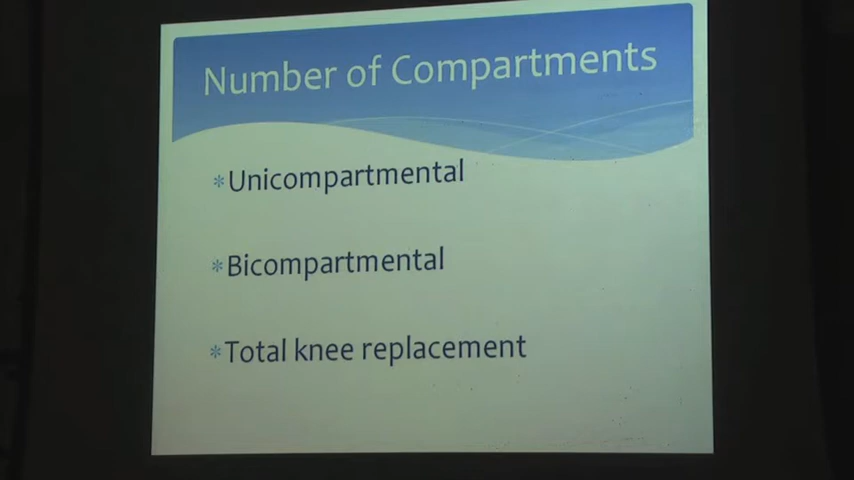 Number of Compartments
*Unicompartmental
*Bicompartmental
*Total knee replacement